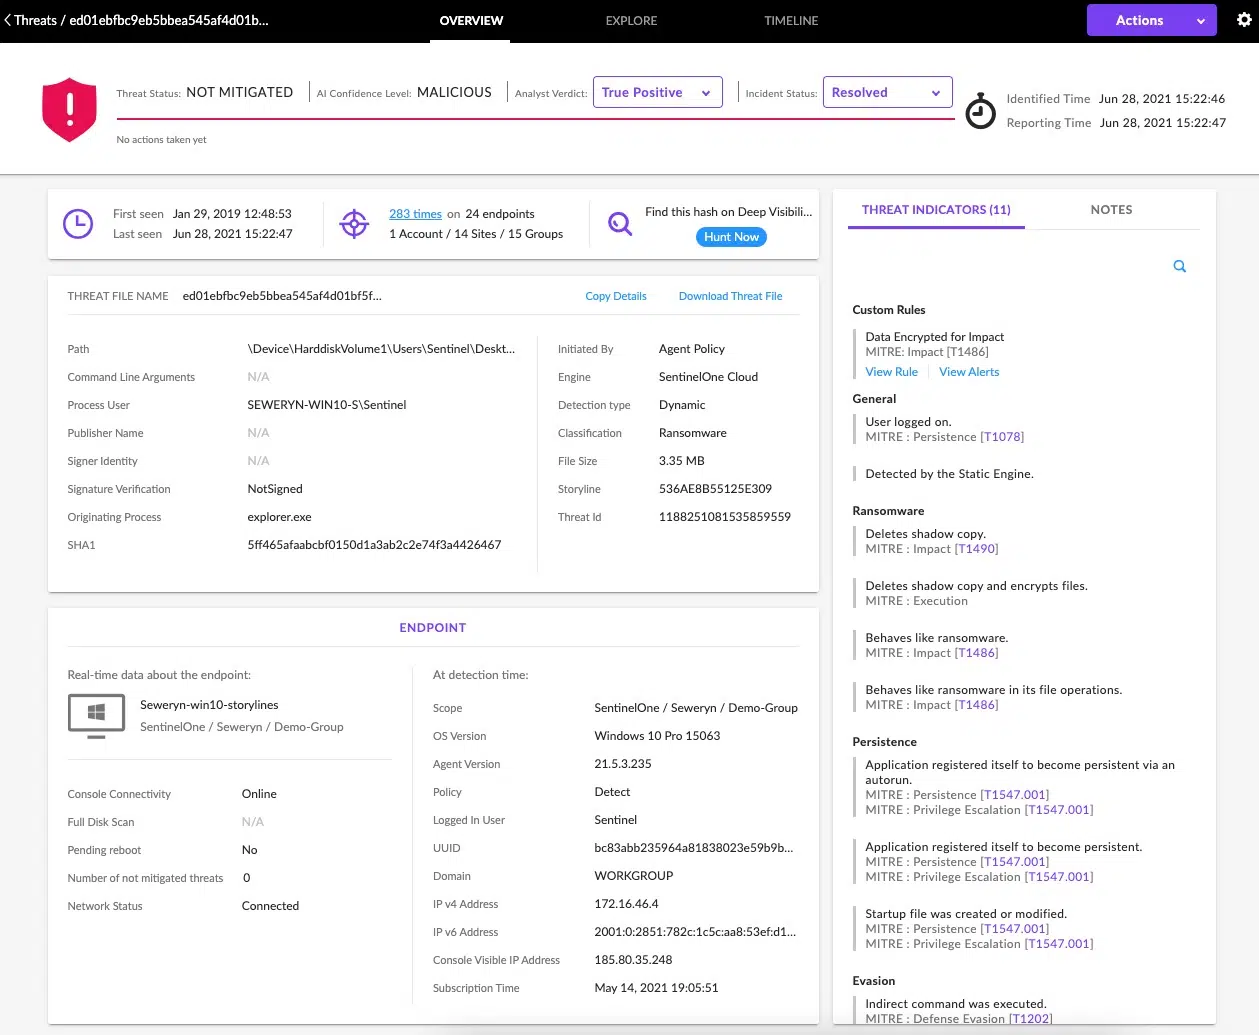 Threats / ed01ebfbc9eb5bbea545af4d01b...
OVERVIEW
EXPLORE
TIMELINE
Actions
Threat Status: NOT MITIGATED
AI Confidence Level: MALICIOUS
Analyst Verdict: True Positive
Incident Status: Resolved
No actions taken yet
Identified Time Jun 28, 2021 15:22:46
Reporting Time Jun 28, 2021 15:22:47
First seen Jan 29, 2019 12:48:53
Last seen Jun 28, 2021 15:22:47
283 times on 24 endpoints
1 Account / 14 Sites / 15 Groups
Find this hash on Deep Visibili...
Hunt Now
THREAT FILE NAME ed01ebfbc9eb5bbea545af4d01bf5f...
Copy Details
Download Threat File
Path \Device\HarddiskVolume1\Users\Sentinel\Deskt...
Command Line Arguments N/A
Process User SEWERYN-WIN10-S\Sentinel
Publisher Name N/A
Signer Identity N/A
Signature Verification NotSigned
Originating Process explorer.exe
SHA1 5ff465afaabcbf0150d1a3ab2c2e74f3a4426467
Initiated By Agent Policy
Engine SentinelOne Cloud
Detection type Dynamic
Classification Ransomware
File Size 3.35 MB
Storyline 536AE8B55125E309
Threat Id 1188251081535859559
ENDPOINT
Real-time data about the endpoint:
Seweryn-win10-storylines
SentinelOne / Seweryn / Demo-Group
Console Connectivity Online
Full Disk Scan N/A
Pending reboot No
Number of not mitigated threats 0
Network Status Connected
At detection time:
Scope SentinelOne / Seweryn / Demo-Group
OS Version Windows 10 Pro 15063
Agent Version 21.5.3.235
Policy Detect
Logged In User Sentinel
UUID bc83abb235964a81838023e59b9b...
Domain WORKGROUP
IP v4 Address 172.16.46.4
IP v6 Address 2001:0:2851:782c:1c5c:aa8:53ef:d1...
Console Visible IP Address 185.80.35.248
Subscription Time May 14, 2021 19:05:51
THREAT INDICATORS (11)
NOTES
Custom Rules
Data Encrypted for Impact
MITRE: Impact [T1486]
View Rule
View Alerts
General
User logged on.
MITRE : Persistence [T1078]
Detected by the Static Engine.
Ransomware
Deletes shadow copy.
MITRE : Impact [T1490]
Deletes shadow copy and encrypts files.
MITRE : Execution
Behaves like ransomware.
MITRE : Impact [T1486]
Behaves like ransomware in its file operations.
MITRE : Impact [T1486]
Persistence
Application registered itself to become persistent via an
autorun.
MITRE : Persistence [T1547.001]
MITRE : Privilege Escalation [T1547.001]
Application registered itself to become persistent.
MITRE : Persistence [T1547.001]
MITRE : Privilege Escalation [T1547.001]
Startup file was created or modified.
MITRE : Persistence [T1547.001]
MITRE : Privilege Escalation [T1547.001]
Evasion
Indirect command was executed.
MITRE : Defense Evasion [T1202]